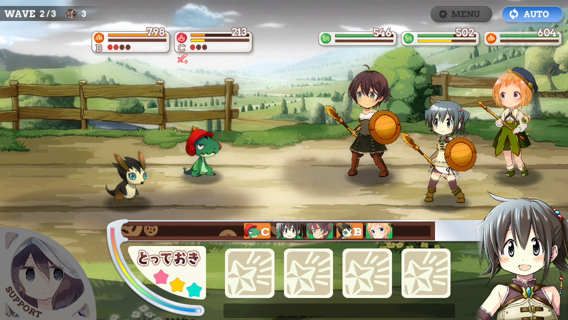 WAVE 2/3 3
MENU
AUTO
798
B
213
C
546
502
604
C
B
とっておき
SUPPORT